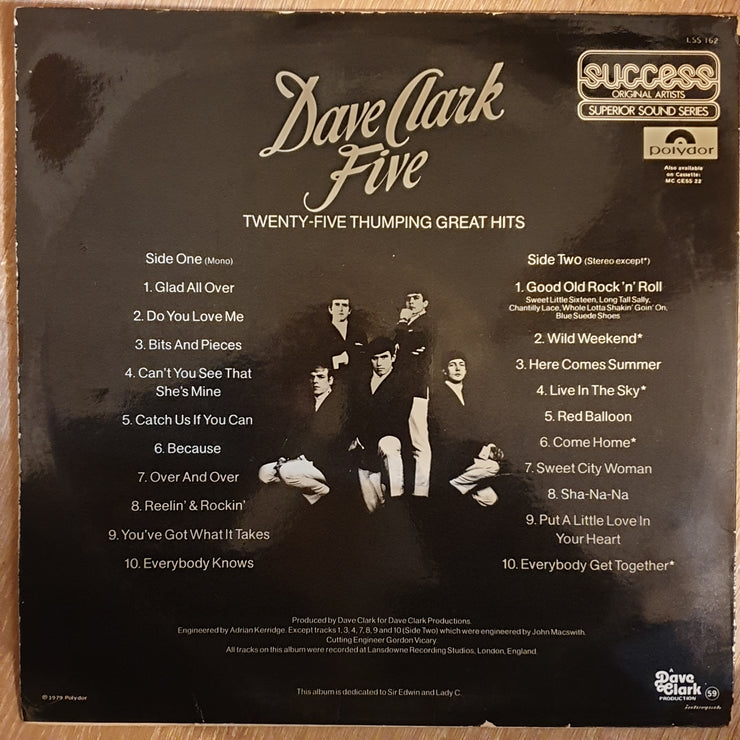 LSS 162
success
ORIGINAL ARTISTS
SUPERIOR SOUND SERIES
polydor
Also available
on Cassette:
MC CESS 22
Dave Clark
Five
TWENTY-FIVE THUMPING GREAT HITS
Side One (Mono)
1. Glad All Over
2. Do You Love Me
3. Bits And Pieces
4. Can't You See That
She's Mine
5. Catch Us If You Can
6. Because
7. Over And Over
8. Reelin' & Rockin'
9. You've Got What It Takes
10. Everybody Knows
Side Two (Stereo except*)
1. Good Old Rock 'n' Roll
Sweet Little Sixteen, Long Tall Sally,
Chantilly Lace, Whole Lotta Shakin' Goin' On,
Blue Suede Shoes
2. Wild Weekend*
3. Here Comes Summer
4. Live In The Sky*
5. Red Balloon
6. Come Home*
7. Sweet City Woman
8. Sha-Na-Na
9. Put A Little Love In
Your Heart
10. Everybody Get Together*
Produced by Dave Clark for Dave Clark Productions.
Engineered by Adrian Kerridge. Except tracks 1, 3, 4, 7, 8, 9 and 10 (Side Two) which were engineered by John Macswith.
Cutting Engineer Gordon Vicary.
All tracks on this album were recorded at Lansdowne Recording Studios, London, England.
This album is dedicated to Sir Edwin and Lady C.
℗ 1979 Polydor
A
Dave
Clark
PRODUCTION
59